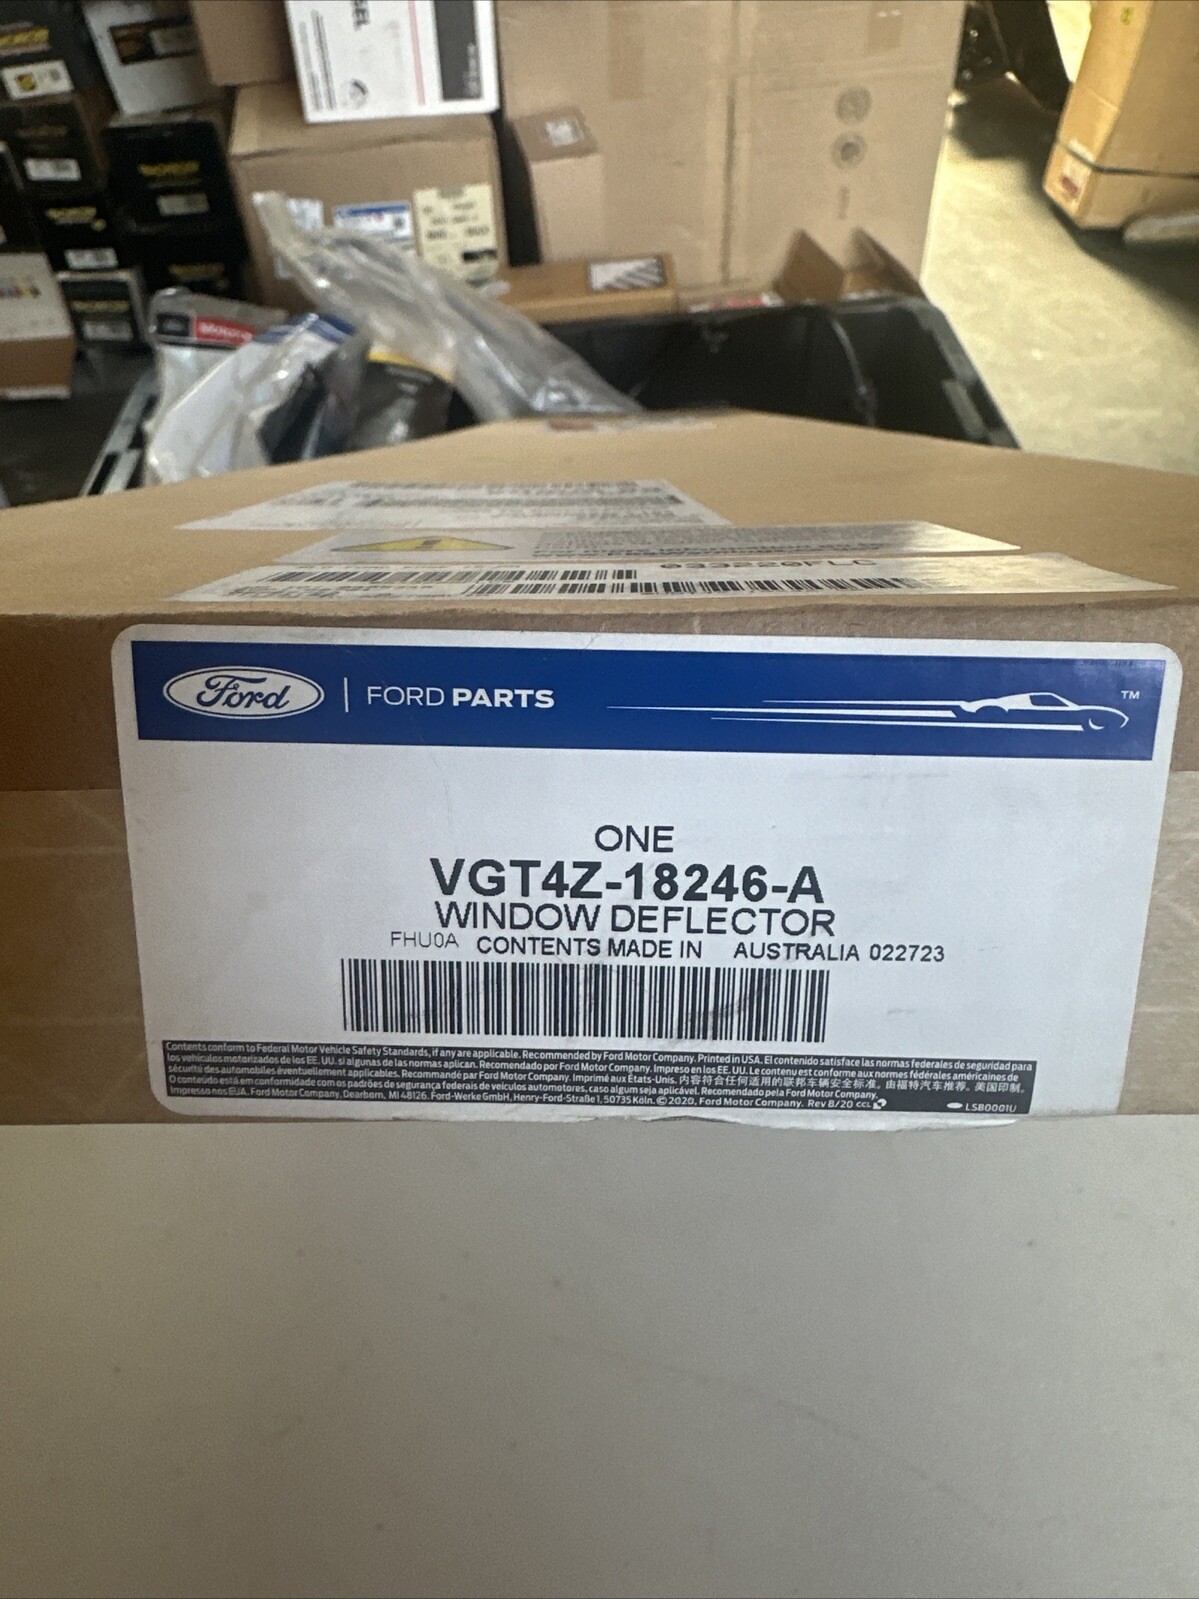 Motorc
07402CE0
Ford | FORD PARTS ™
ONE
VGT4Z-18246-A
WINDOW DEFLECTOR
FHU0A CONTENTS MADE IN AUSTRALIA 022723
Contents conform to Federal Motor Vehicle Safety Standards, if any are applicable. Recommended by Ford Motor Company. Printed in USA. El contenido satisface las normas federales de seguridad para
los vehículos motorizados de los EE. UU. si algunas de las normas aplican. Recomendado por Ford Motor Company. Impreso en los EE. UU. Le contenu est conforme aux normes fédérales américaines de
sécurité des automobiles éventuellement applicables. Recommandé par Ford Motor Company. Imprimé aux États-Unis. 内容符合任何适用的联邦车辆安全标准。由福特汽车推荐。美国印制。
O conteúdo está em conformidade com os padrões de segurança federais de veículos automotores, caso algum seja aplicável. Recomendado pela Ford Motor Company.
Impresso nos EUA. Ford Motor Company, Dearborn, MI 48126. Ford-Werke GmbH, Henry-Ford-Straße 1, 50735 Köln. © 2020, Ford Motor Company. Rev 8/20 CCL LSB0001U